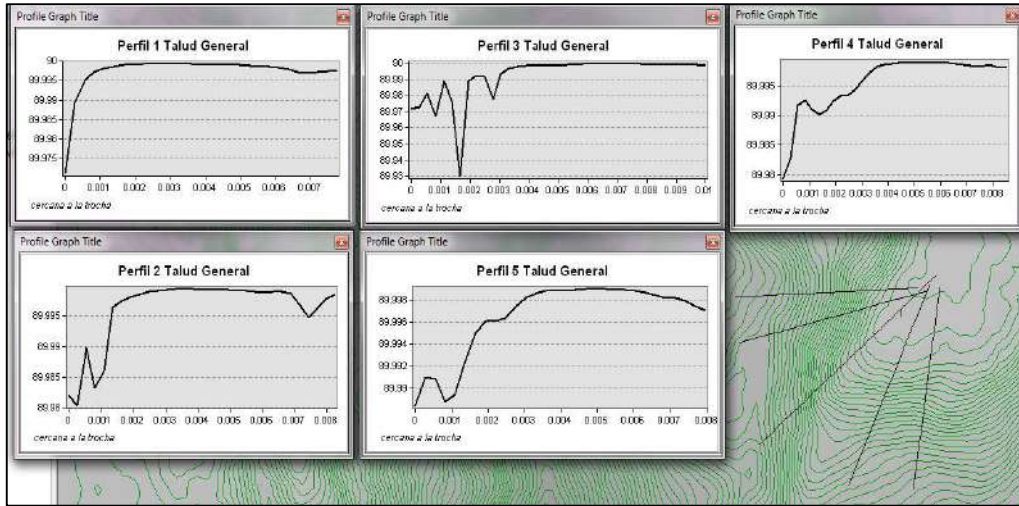 Profile Graph Title
Perfil 1 Talud General
90
89.995
89.99
89.98
89.975
0 0.001 0.002 0.003 0.004 0.005 0.006 0.007
cercana a la trocha
Profile Graph Title
Perfil 3 Talud General
90
89.99
89.98
89.97
89.96
89.95
89.94
89.93
0 0.001 0.002 0.003 0.004 0.005 0.006 0.007 0.008 0.009 0.01
cercana a la trocha
Profile Graph Title
Perfil 4 Talud General
89.99
89.985
89.98
0 0.001 0.002 0.003 0.004 0.005 0.006 0.007 0.008
cercana a la trocha
Profile Graph Title
Perfil 2 Talud General
89.995
89.99
89.985
89.98
0 0.001 0.002 0.003 0.004 0.005 0.006 0.007 0.008
cercana a la trocha
Profile Graph Title
Perfil 5 Talud General
89.998
89.996
89.994
89.992
89.99
0 0.001 0.002 0.003 0.004 0.005 0.006 0.007 0.008
cercana a la trocha